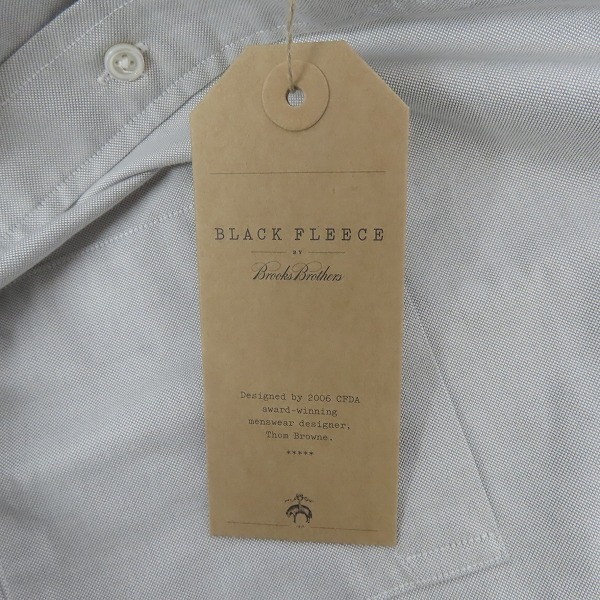 BLACK FLEECE
BY
Brooks Brothers
Designed by 2006 CFDA
award-winning
menswear designer,
Thom Browne.
*****